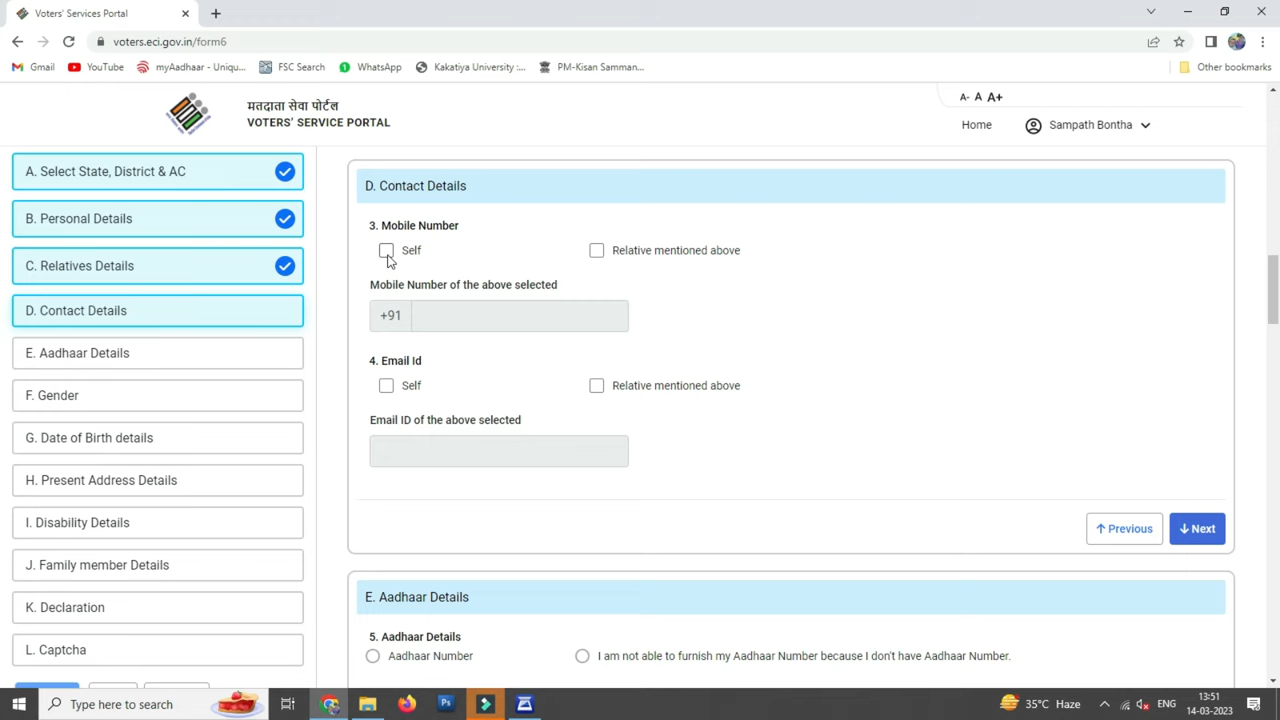 Voters' Services Portal
voters.eci.gov.in/form6
Gmail
YouTube
myAadhaar - Uniqu...
FSC Search
WhatsApp
Kakatiya University :...
PM-Kisan Samman...
Other bookmarks
मतदाता सेवा पोर्टल
VOTERS' SERVICE PORTAL
A- A A+
Home
Sampath Bontha
A. Select State, District & AC
B. Personal Details
C. Relatives Details
D. Contact Details
E. Aadhaar Details
F. Gender
G. Date of Birth details
H. Present Address Details
I. Disability Details
J. Family member Details
K. Declaration
L. Captcha
D. Contact Details
3. Mobile Number
Self Relative mentioned above
Mobile Number of the above selected
+91
4. Email Id
Self Relative mentioned above
Email ID of the above selected
Previous Next
E. Aadhaar Details
5. Aadhaar Details
Aadhaar Number I am not able to furnish my Aadhaar Number because I don't have Aadhaar Number.
Type here to search
Ps
35°C Haze
ENG
13:51
14-03-2023